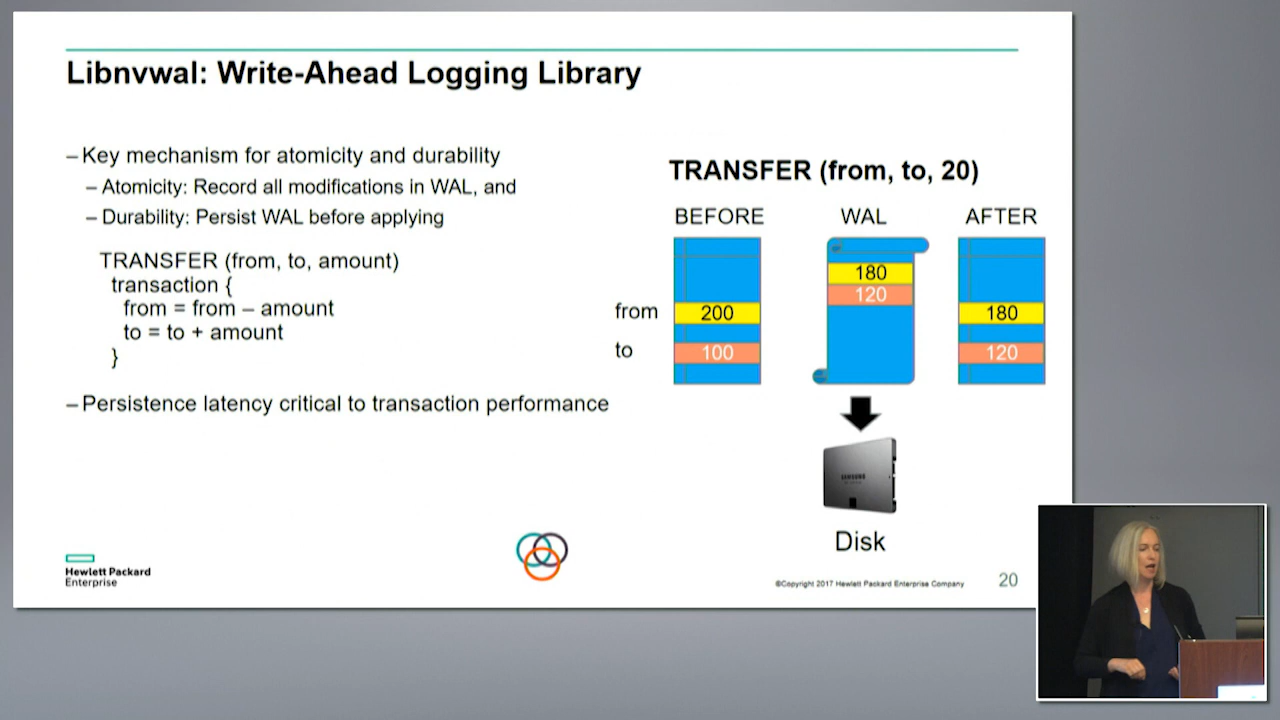 Libnvwal: Write-Ahead Logging Library
– Key mechanism for atomicity and durability
– Atomicity: Record all modifications in WAL, and
– Durability: Persist WAL before applying
TRANSFER (from, to, amount)
transaction {
from = from – amount
to = to + amount
}
– Persistence latency critical to transaction performance
TRANSFER (from, to, 20)
BEFORE WAL AFTER
180
120
from 200 180
to 100 120
SAMSUNG
Disk
Hewlett Packard
Enterprise
©Copyright 2017 Hewlett Packard Enterprise Company
20